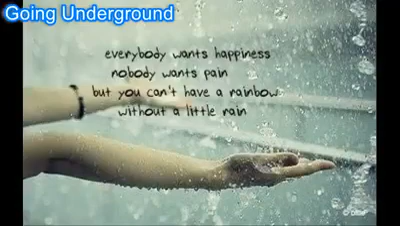 Going Underground
everybody wants happiness
nobody wants pain
but you can't have a rainbow
without a little rain